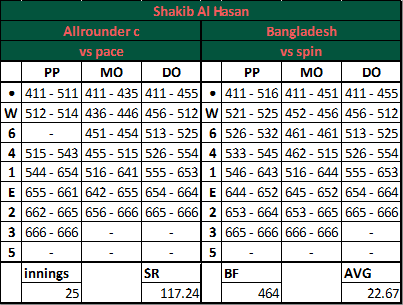 Shakib Al Hasan
Allrounder c Bangladesh
vs pace vs spin
PP MO DO PP MO DO
• 411 - 511 411 - 435 411 - 455 • 411 - 516 411 - 451 411 - 455
W 512 - 514 436 - 446 456 - 512 W 521 - 525 452 - 456 456 - 512
6 - 451 - 454 513 - 525 6 526 - 532 461 - 461 513 - 525
4 515 - 543 455 - 515 526 - 554 4 533 - 545 462 - 515 526 - 554
1 544 - 654 516 - 641 555 - 653 1 546 - 643 516 - 644 555 - 653
E 655 - 661 642 - 655 654 - 664 E 644 - 652 645 - 652 654 - 664
2 662 - 665 656 - 666 665 - 666 2 653 - 664 653 - 665 665 - 666
3 666 - 666 - - 3 665 - 666 666 - 666 -
5 - - - 5 - - -
innings SR BF AVG
25 117.24 464 22.67